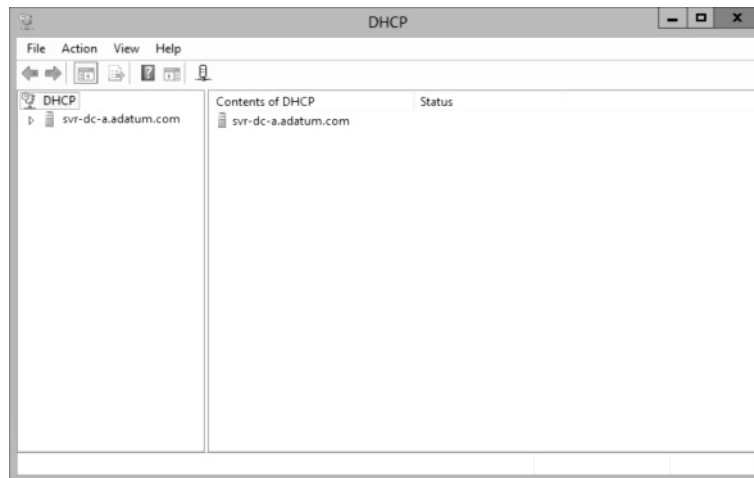 DHCP
File Action View Help
DHCP
svr-dc-a.adatum.com
Contents of DHCP Status
svr-dc-a.adatum.com